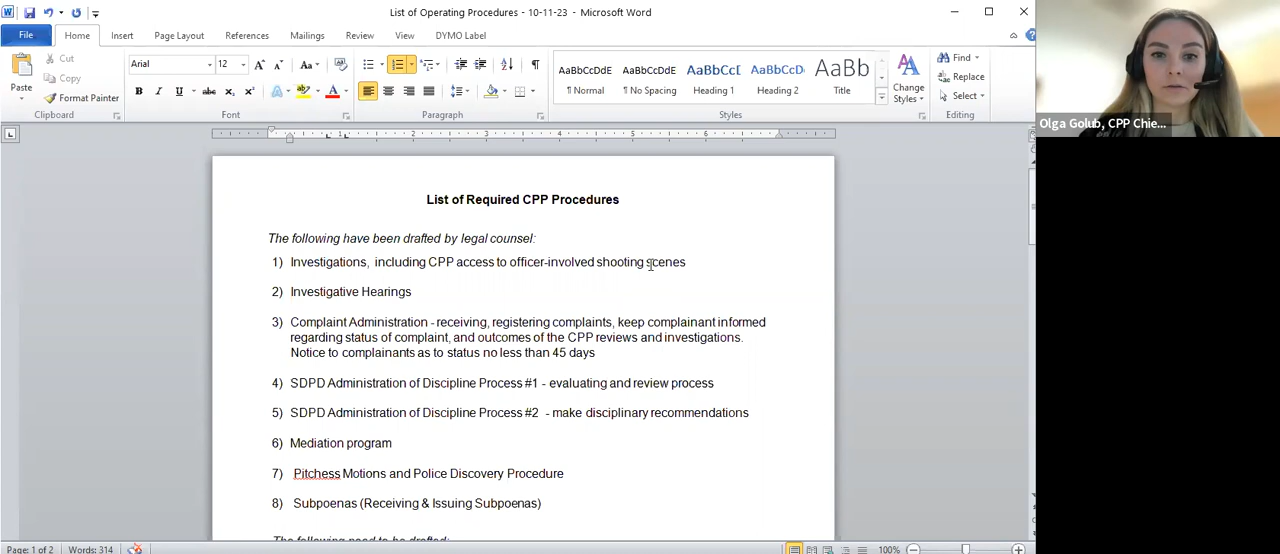 List of Operating Procedures - 10-11-23 - Microsoft Word
File Home Insert Page Layout References Mailings Review View DYMO Label
Cut
Copy
Format Painter
Paste
Clipboard
Arial 12
Font
Paragraph
AaBbCcDdE AaBbCcDdE AaBbC AaBbCcD AaBb
¶ Normal ¶ No Spacing Heading 1 Heading 2 Title
Change Styles
Styles
Find
Replace
Select
Editing
1 2 3 4 5 6
List of Required CPP Procedures
The following have been drafted by legal counsel:
1) Investigations, including CPP access to officer-involved shooting scenes
2) Investigative Hearings
3) Complaint Administration - receiving, registering complaints, keep complainant informed
regarding status of complaint, and outcomes of the CPP reviews and investigations.
Notice to complainants as to status no less than 45 days
4) SDPD Administration of Discipline Process #1 - evaluating and review process
5) SDPD Administration of Discipline Process #2 - make disciplinary recommendations
6) Mediation program
7) Pitchess Motions and Police Discovery Procedure
8) Subpoenas (Receiving & Issuing Subpoenas)
The following need to be drafted:
Page: 1 of 2 Words: 314 100%
Olga Golub, CPP Chie...